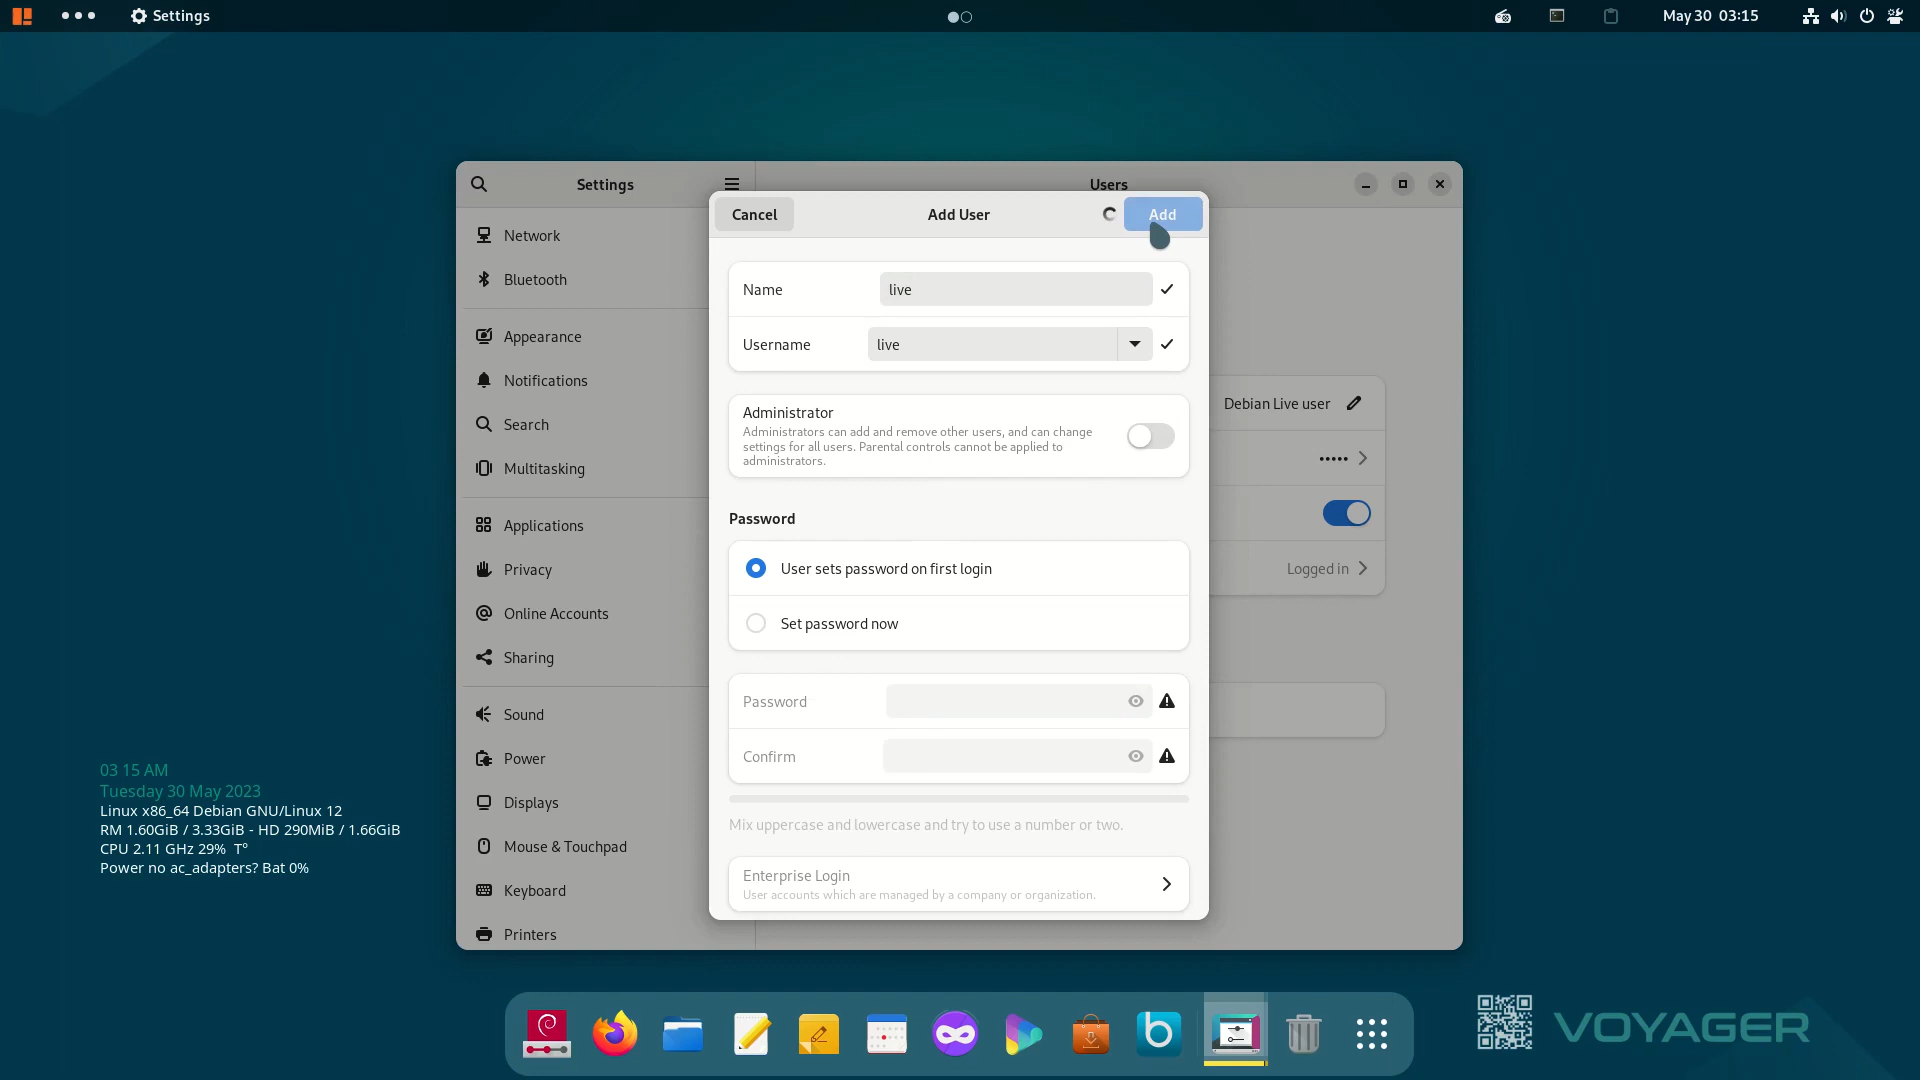 Settings
May 30 03:15
Settings
Users
Cancel
Add User
Add
Network
Bluetooth
Appearance
Notifications
Search
Multitasking
Applications
Privacy
Online Accounts
Sharing
Sound
Power
Displays
Mouse & Touchpad
Keyboard
Printers
Name
live
Username
live
Administrator
Administrators can add and remove other users, and can change
settings for all users. Parental controls cannot be applied to
administrators.
Password
User sets password on first login
Set password now
Password
Confirm
Mix uppercase and lowercase and try to use a number or two.
Enterprise Login
User accounts which are managed by a company or organization.
Debian Live user
•••••
Logged in
03 15 AM
Tuesday 30 May 2023
Linux x86_64 Debian GNU/Linux 12
RM 1.60GiB / 3.33GiB - HD 290MiB / 1.66GiB
CPU 2.11 GHz 29% T°
Power no ac_adapters? Bat 0%
VOYAGER